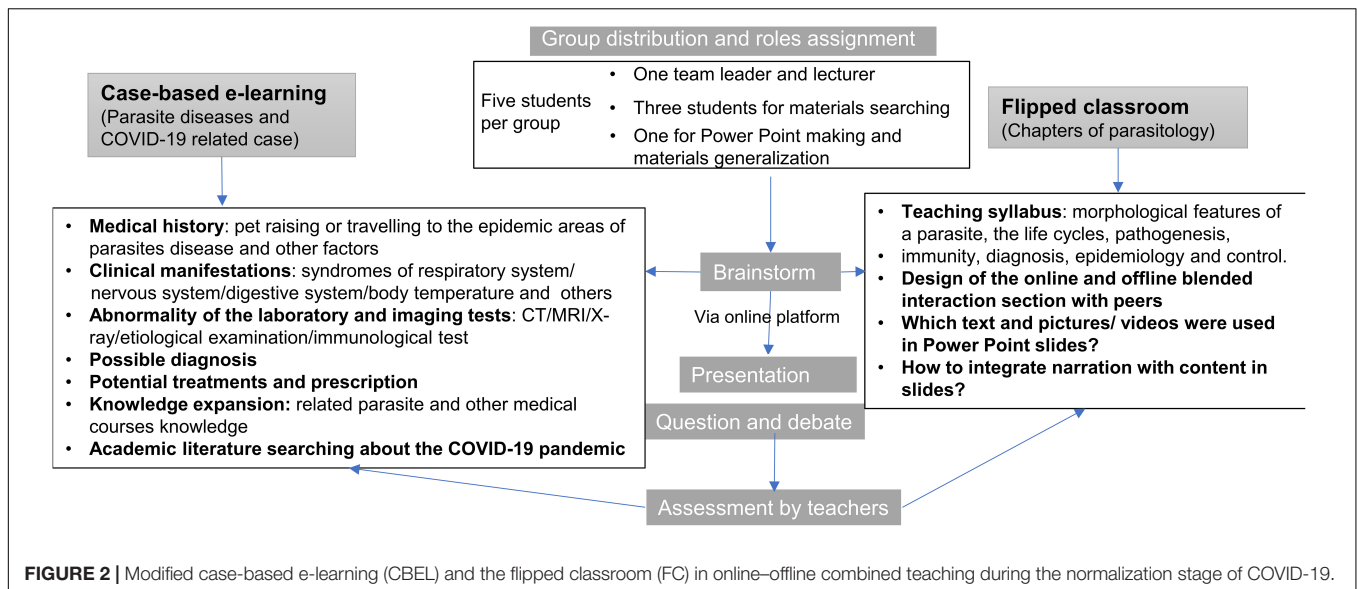 Group distribution and roles assignment
Five students
per group
• One team leader and lecturer
• Three students for materials searching
• One for Power Point making and
materials generalization
Case-based e-learning
(Parasite diseases and
COVID-19 related case)
Flipped classroom
(Chapters of parasitology)
• Medical history: pet raising or travelling to the epidemic areas of
parasites disease and other factors
• Clinical manifestations: syndromes of respiratory system/
nervous system/digestive system/body temperature and others
• Abnormality of the laboratory and imaging tests: CT/MRI/X-
ray/etiological examination/immunological test
• Possible diagnosis
• Potential treatments and prescription
• Knowledge expansion: related parasite and other medical
courses knowledge
• Academic literature searching about the COVID-19 pandemic
Brainstorm
Via online platform
Presentation
Question and debate
Assessment by teachers
• Teaching syllabus: morphological features of
a parasite, the life cycles, pathogenesis,
• immunity, diagnosis, epidemiology and control.
• Design of the online and offline blended
interaction section with peers
• Which text and pictures/ videos were used
in Power Point slides?
• How to integrate narration with content in
slides?
FIGURE 2 | Modified case-based e-learning (CBEL) and the flipped classroom (FC) in online–offline combined teaching during the normalization stage of COVID-19.